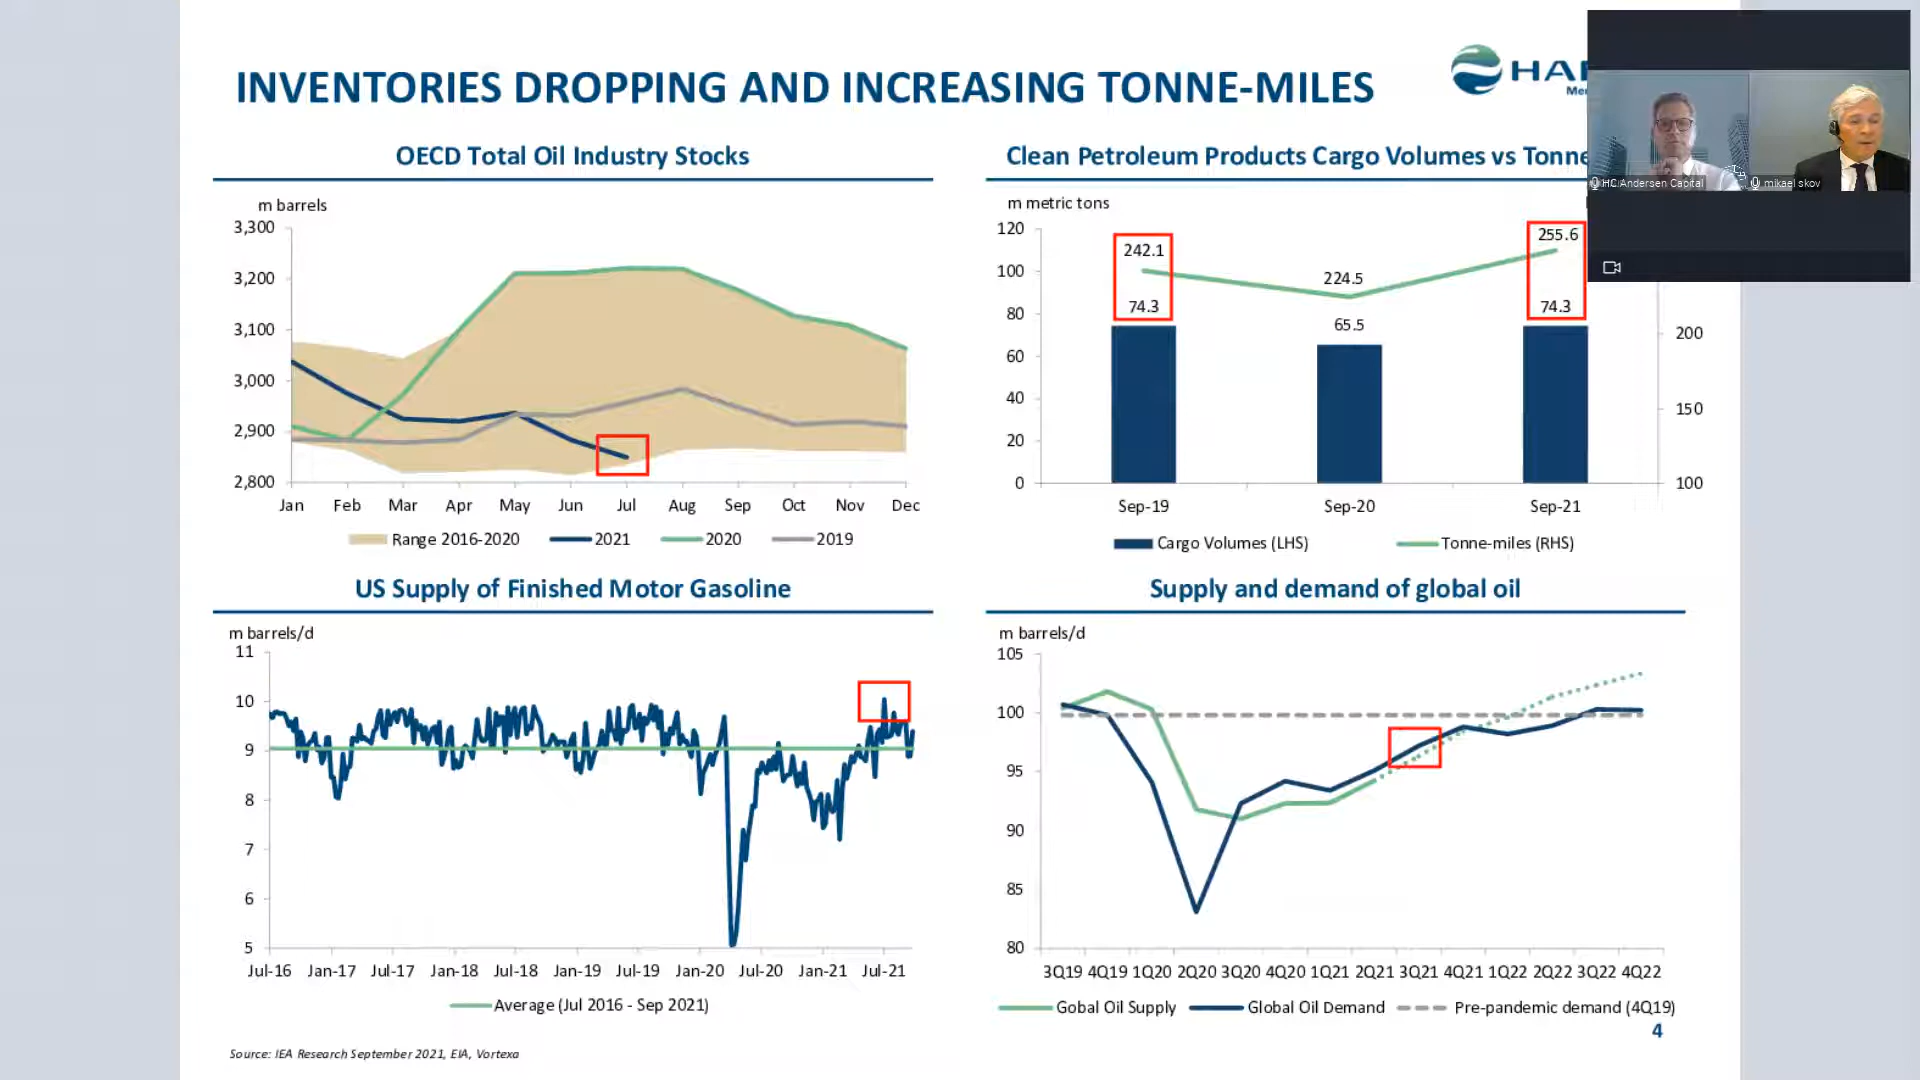 INVENTORIES DROPPING AND INCREASING TONNE-MILES
HA
Me
HC Andersen Capital
mikael skov
OECD Total Oil Industry Stocks
m barrels
3,300
3,200
3,100
3,000
2,900
2,800
Jan Feb Mar Apr May Jun Jul Aug Sep Oct Nov Dec
Range 2016-2020 2021 2020 2019
Clean Petroleum Products Cargo Volumes vs Tonne
m metric tons
120
100
80
60
40
20
0
242.1
74.3
224.5
65.5
255.6
74.3
200
150
100
Sep-19 Sep-20 Sep-21
Cargo Volumes (LHS) Tonne-miles (RHS)
US Supply of Finished Motor Gasoline
m barrels/d
11
10
9
8
7
6
5
Jul-16 Jan-17 Jul-17 Jan-18 Jul-18 Jan-19 Jul-19 Jan-20 Jul-20 Jan-21 Jul-21
Average (Jul 2016 - Sep 2021)
Supply and demand of global oil
m barrels/d
105
100
95
90
85
80
3Q19 4Q19 1Q20 2Q20 3Q20 4Q20 1Q21 2Q21 3Q21 4Q21 1Q22 2Q22 3Q22 4Q22
Gobal Oil Supply Global Oil Demand Pre-pandemic demand (4Q19)
4
Source: IEA Research September 2021, EIA, Vortexa